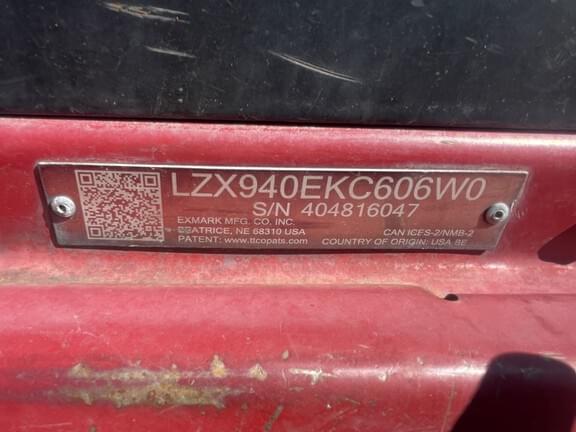 LZX940EKC606W0
S/N 404816047
EXMARK MFG. CO. INC.
BEATRICE, NE 68310 USA
CAN ICES-2/NMB-2
PATENT: www.ttcopats.com
COUNTRY OF ORIGIN: USA BE